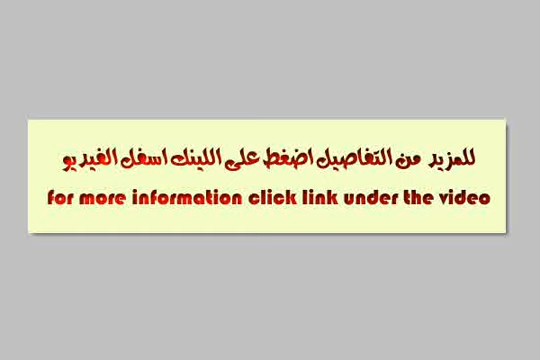 للمزيد من التفاصيل اضغط على اللينك اسفل الفيديو
for more information click link under the video